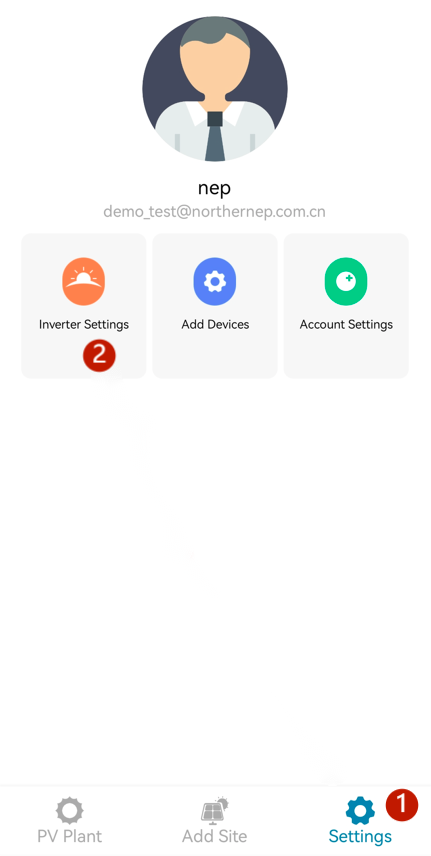 nep
demo_test@northernep.com.cn
Inverter Settings
Add Devices
Account Settings
2
PV Plant
Add Site
Settings
1